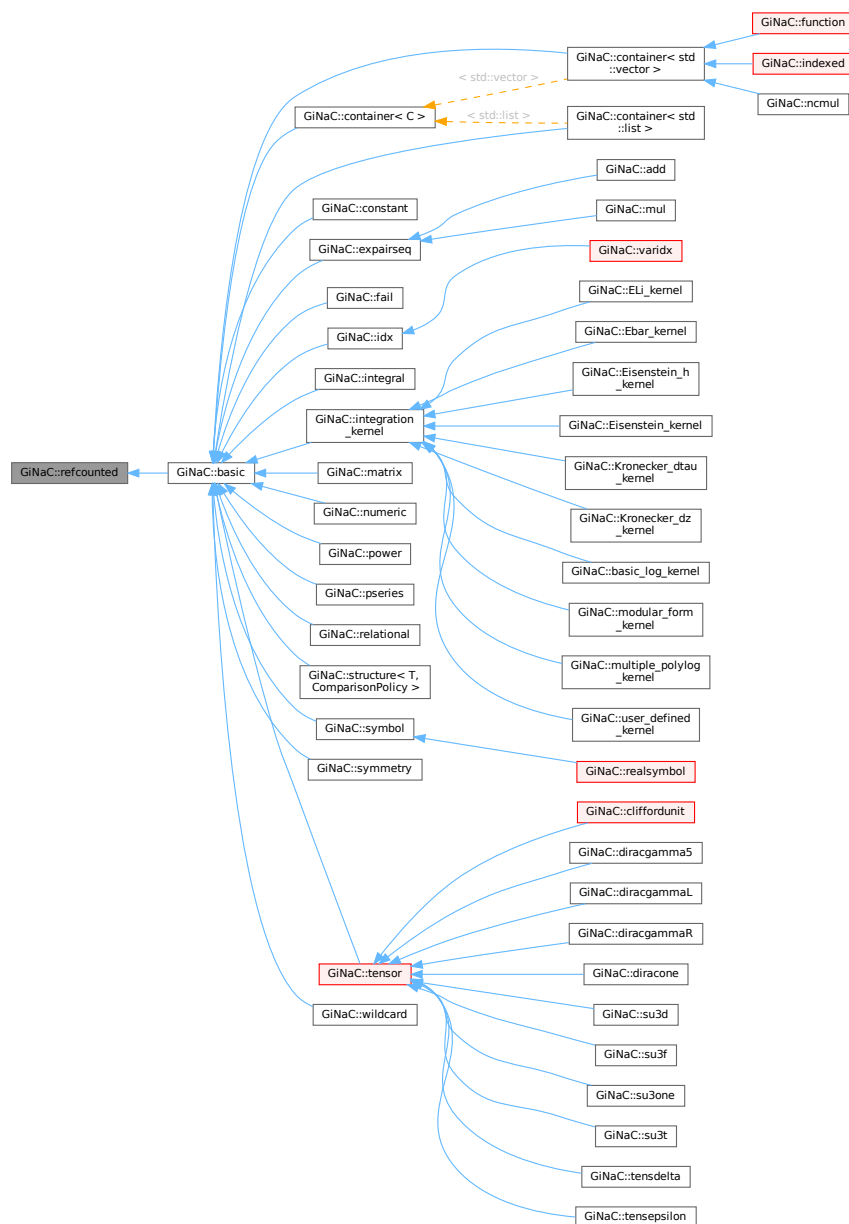 GiNaC::refcounted
GiNaC::basic
GiNaC::container< C >
< std::vector >
< std::list >
GiNaC::constant
GiNaC::expairseq
GiNaC::fail
GiNaC::idx
GiNaC::integral
GiNaC::integration
_kernel
GiNaC::matrix
GiNaC::numeric
GiNaC::power
GiNaC::pseries
GiNaC::relational
GiNaC::structure< T,
ComparisonPolicy >
GiNaC::symbol
GiNaC::symmetry
GiNaC::tensor
GiNaC::wildcard
GiNaC::container< std
::vector >
GiNaC::container< std
::list >
GiNaC::add
GiNaC::mul
GiNaC::varidx
GiNaC::ELi_kernel
GiNaC::Ebar_kernel
GiNaC::Eisenstein_h
_kernel
GiNaC::Eisenstein_kernel
GiNaC::Kronecker_dtau
_kernel
GiNaC::Kronecker_dz
_kernel
GiNaC::basic_log_kernel
GiNaC::modular_form
_kernel
GiNaC::multiple_polylog
_kernel
GiNaC::user_defined
_kernel
GiNaC::realsymbol
GiNaC::cliffordunit
GiNaC::diracgamma5
GiNaC::diracgammaL
GiNaC::diracgammaR
GiNaC::diracone
GiNaC::su3d
GiNaC::su3f
GiNaC::su3one
GiNaC::su3t
GiNaC::tensdelta
GiNaC::tensepsilon
GiNaC::function
GiNaC::indexed
GiNaC::ncmul